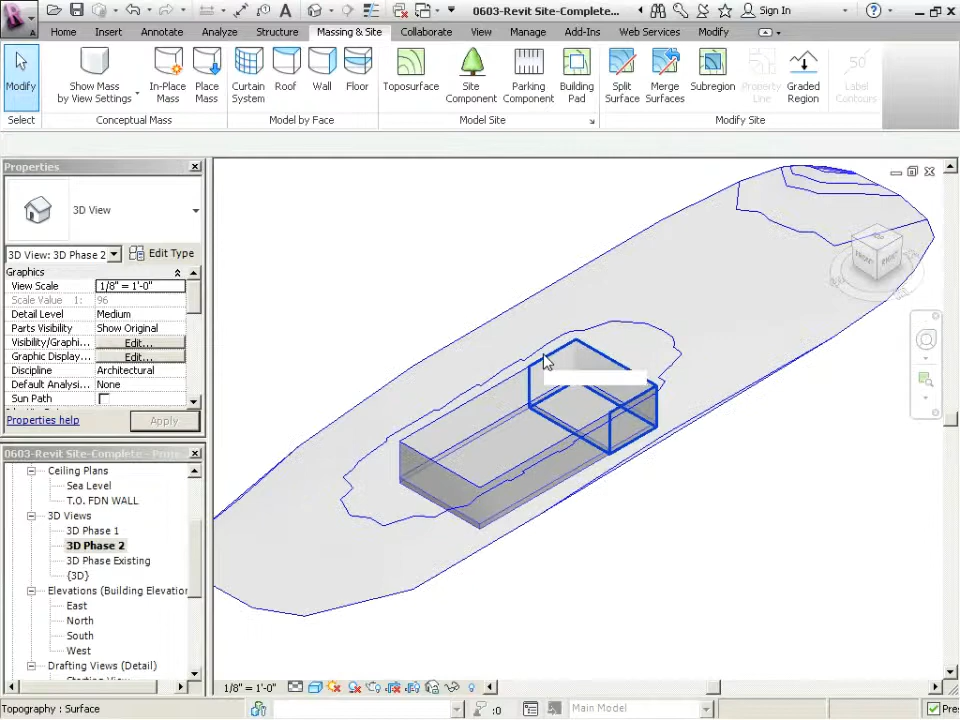 0603-Revit Site-Complete...
Sign In
Home Insert Annotate Analyze Structure Massing & Site Collaborate View Manage Add-Ins Web Services Modify
Modify
Show Mass
by View Settings
In-Place
Mass
Place
Mass
Curtain
System
Roof
Wall
Floor
Toposurface
Site
Component
Parking
Component
Building
Pad
Split
Surface
Merge
Surfaces
Subregion
Property
Line
Graded
Region
50
Label
Contours
Select
Conceptual Mass
Model by Face
Model Site
Modify Site
Properties
3D View
3D View: 3D Phase 2
Edit Type
Graphics
View Scale 1/8" = 1'-0"
Scale Value 1: 96
Detail Level Medium
Parts Visibility Show Original
Visibility/Graphi... Edit...
Graphic Display... Edit...
Discipline Architectural
Default Analysi... None
Sun Path
Properties help
Apply
Ceiling Plans
Sea Level
T.O. FDN WALL
3D Views
3D Phase 1
3D Phase 2
3D Phase Existing
{3D}
Elevations (Building Elevation
East
North
South
West
Drafting Views (Detail)
FRONT
RIGHT
1/8" = 1'-0"
Topography : Surface
:0
Main Model
Pres